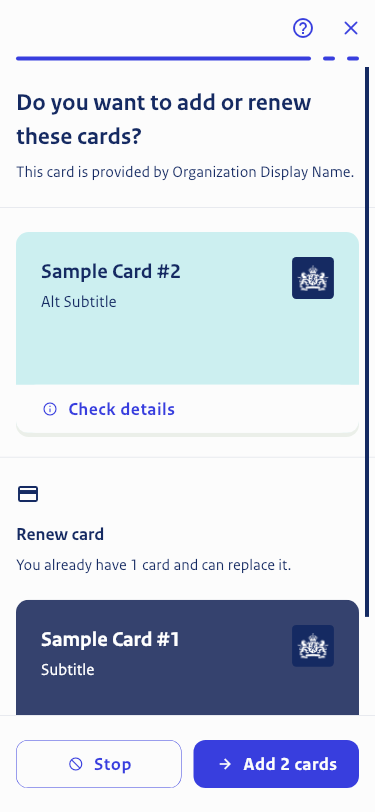 Do you want to add or renew
these cards?
This card is provided by Organization Display Name.
Sample Card #2
Alt Subtitle
Check details
Renew card
You already have 1 card and can replace it.
Sample Card #1
Subtitle
Stop
Add 2 cards